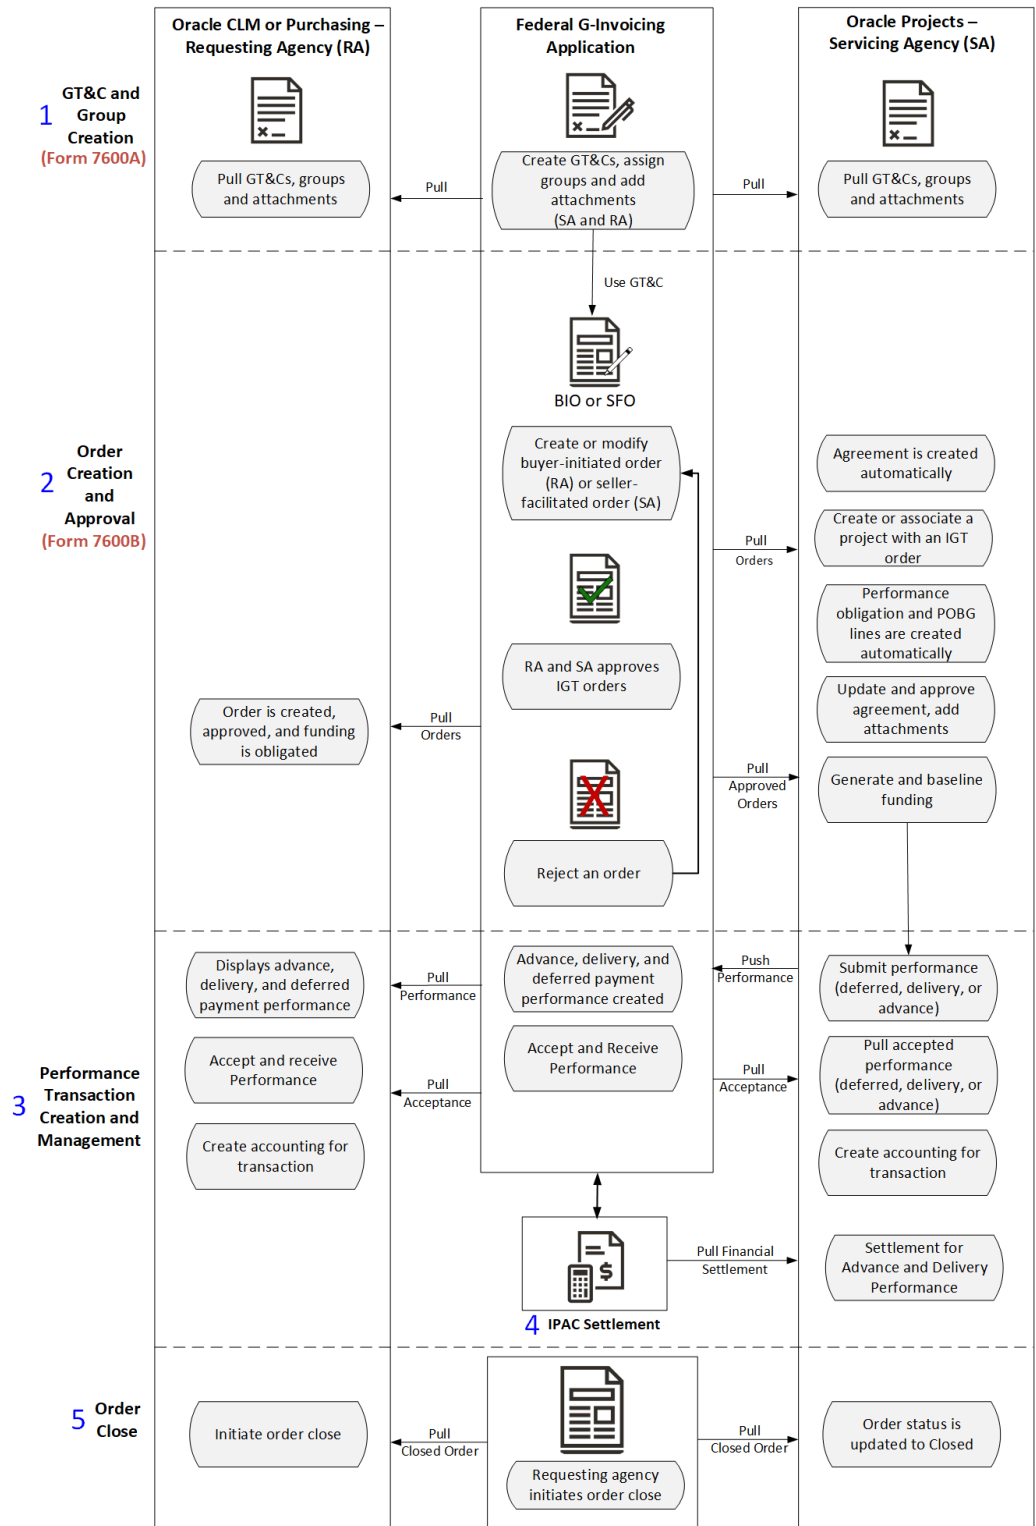 Oracle CLM or Purchasing –
Requesting Agency (RA)
Federal G-Invoicing
Application
Oracle Projects –
Servicing Agency (SA)
1
GT&C and
Group
Creation
(Form 7600A)
Pull GT&Cs, groups
and attachments
Pull
Create GT&Cs, assign
groups and add
attachments
(SA and RA)
Pull
Pull GT&Cs, groups
and attachments
Use GT&C
BIO or SFO
2
Order
Creation
and
Approval
(Form 7600B)
Create or modify
buyer-initiated order
(RA) or seller-
facilitated order (SA)
Agreement is created
automatically
Pull
Orders
Create or associate a
project with an IGT
order
Performance
obligation and POBG
lines are created
automatically
RA and SA approves
IGT orders
Order is created,
approved, and funding
is obligated
Pull
Orders
Update and approve
agreement, add
attachments
Pull
Approved
Orders
Generate and baseline
funding
Reject an order
3
Performance
Transaction
Creation and
Management
Displays advance,
delivery, and deferred
payment performance
Pull
Performance
Advance, delivery, and
deferred payment
performance created
Push
Performance
Submit performance
(deferred, delivery, or
advance)
Accept and receive
Performance
Pull
Acceptance
Accept and Receive
Performance
Pull
Acceptance
Pull accepted
performance
(deferred, delivery, or
advance)
Create accounting for
transaction
Create accounting for
transaction
$
Pull Financial
Settlement
Settlement for
Advance and Delivery
Performance
4 IPAC Settlement
5
Order
Close
Initiate order close
Pull
Closed Order
Requesting agency
initiates order close
Pull
Closed Order
Order status is
updated to Closed